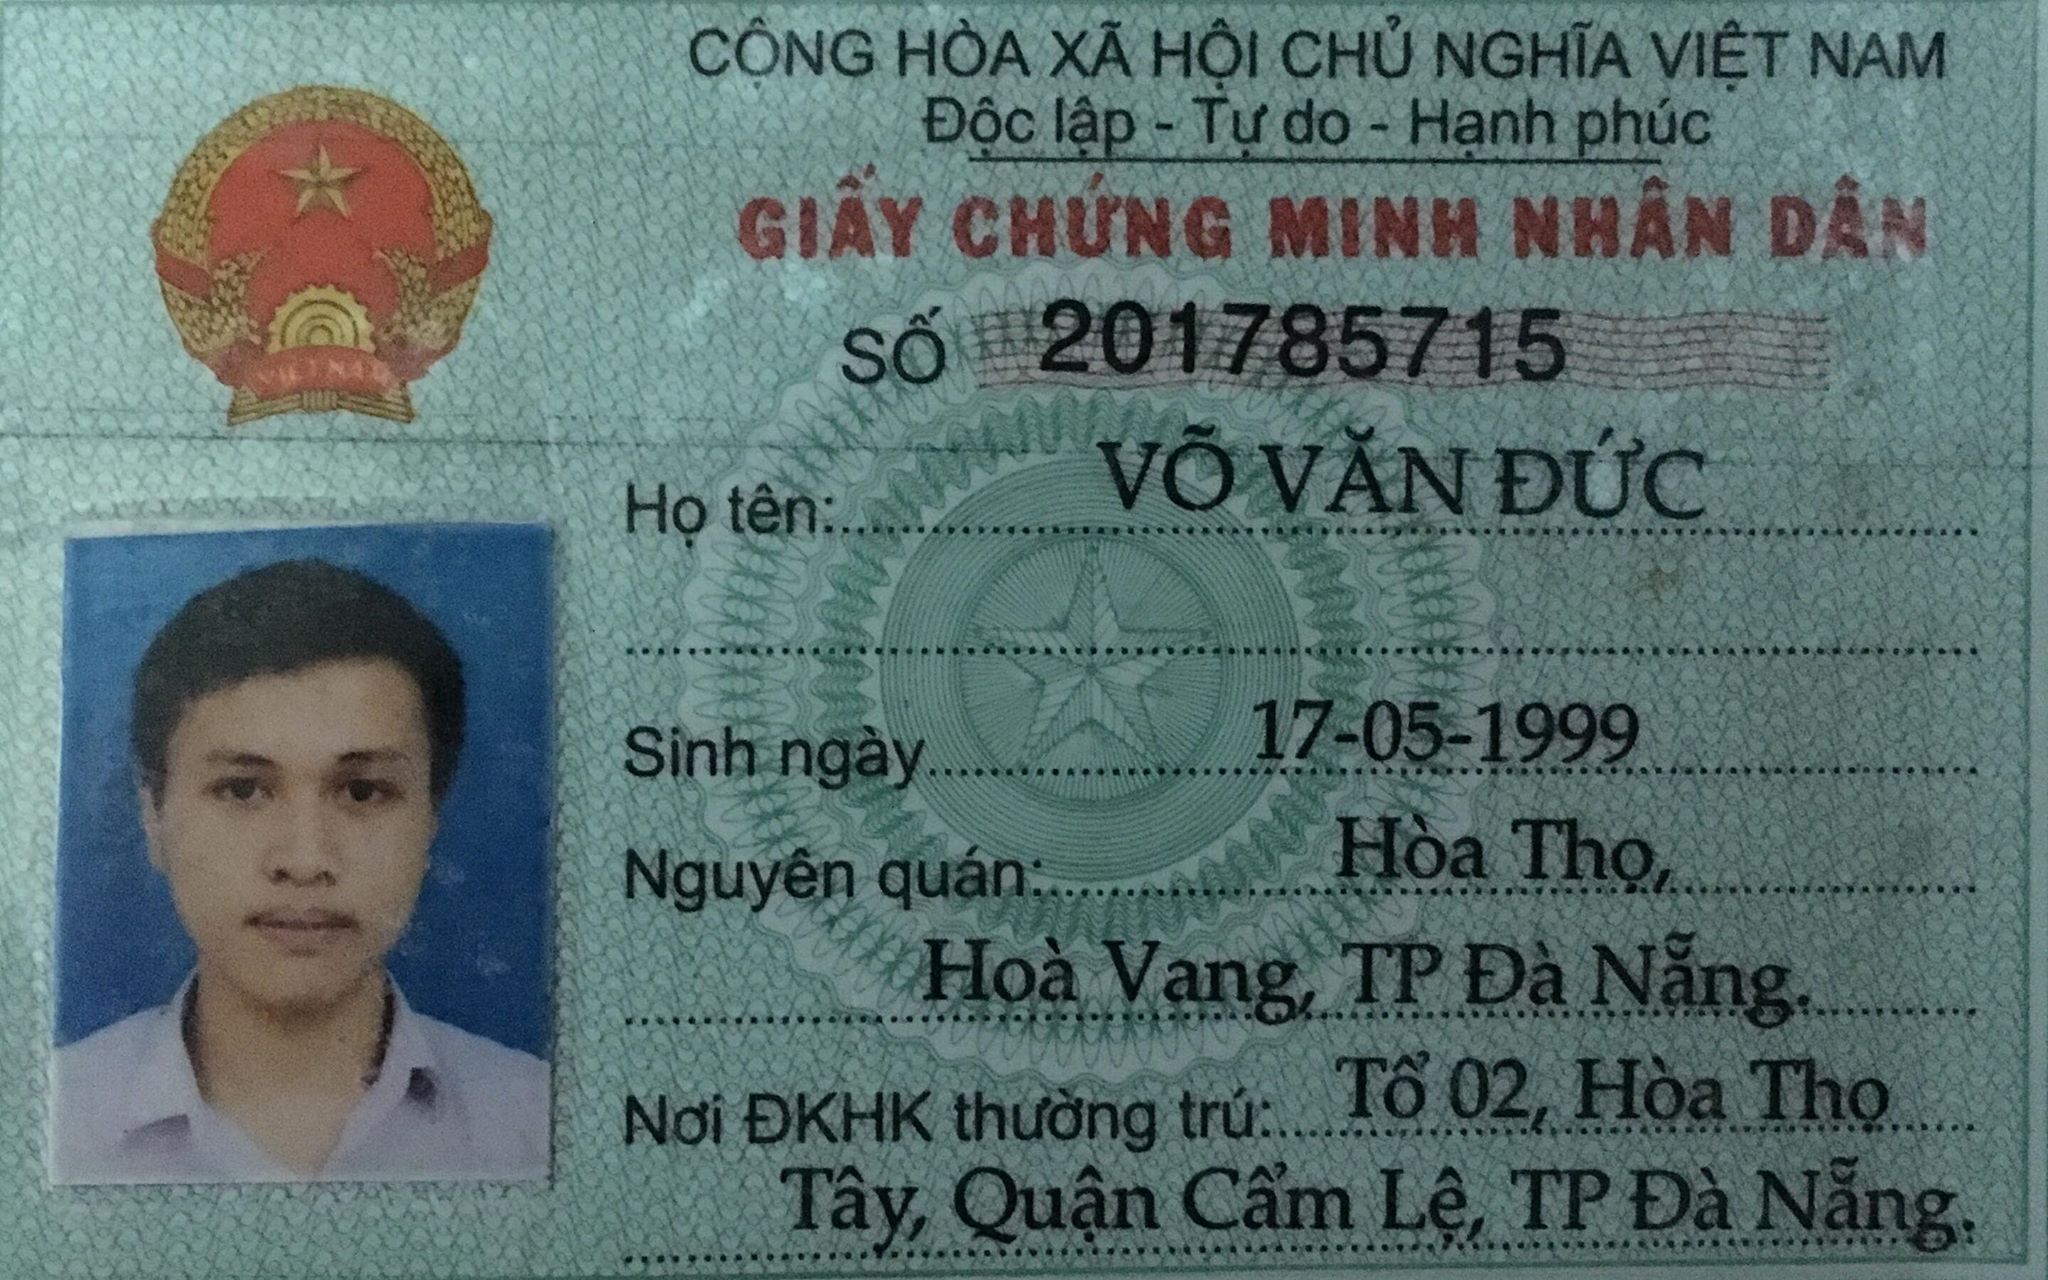 CỘNG HÒA XÃ HỘI CHỦ NGHĨA VIỆT NAM
Độc lập - Tự do - Hạnh phúc
GIẤY CHỨNG MINH NHÂN DÂN
SỐ 201785715
VIỆT NAM
Họ tên: VÕ VĂN ĐỨC
Sinh ngày 17-05-1999
Nguyên quán: Hòa Thọ,
Hoà Vang, TP Đà Nẵng.
Nơi ĐKHK thường trú: Tổ 02, Hòa Thọ
Tây, Quận Cẩm Lệ, TP Đà Nẵng.